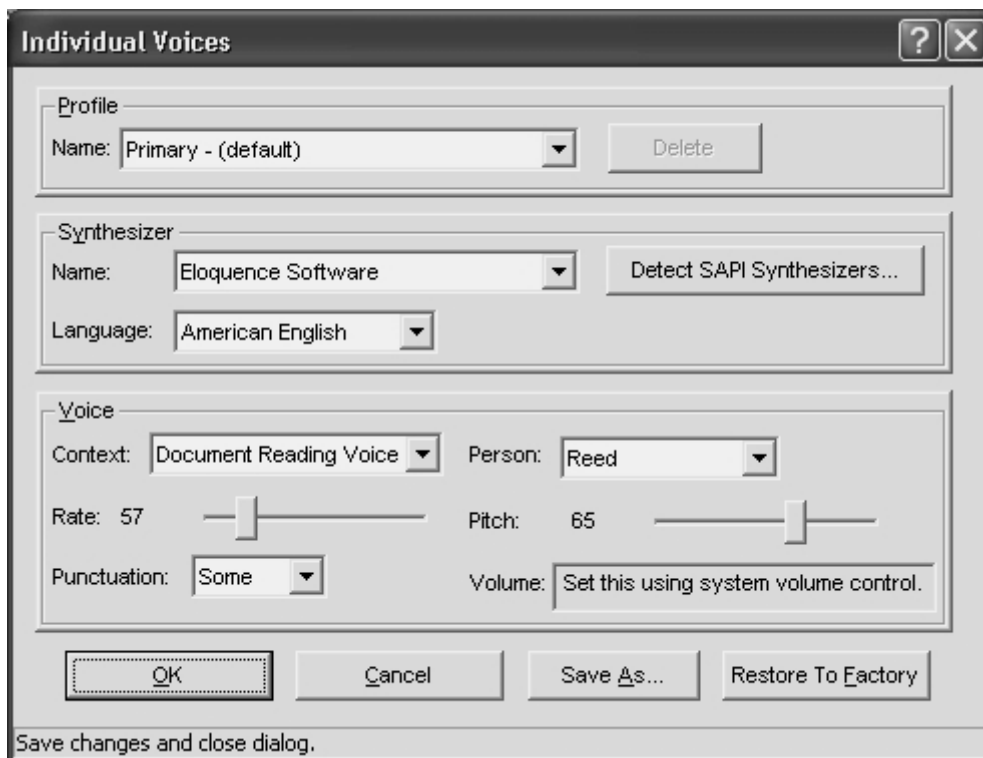 Individual Voices
Profile
Name: Primary - (default) Delete
Synthesizer
Name: Eloquence Software Detect SAPI Synthesizers...
Language: American English
Voice
Context: Document Reading Voice Person: Reed
Rate: 57 Pitch: 65
Punctuation: Some Volume: Set this using system volume control.
OK Cancel Save As... Restore To Factory
Save changes and close dialog.